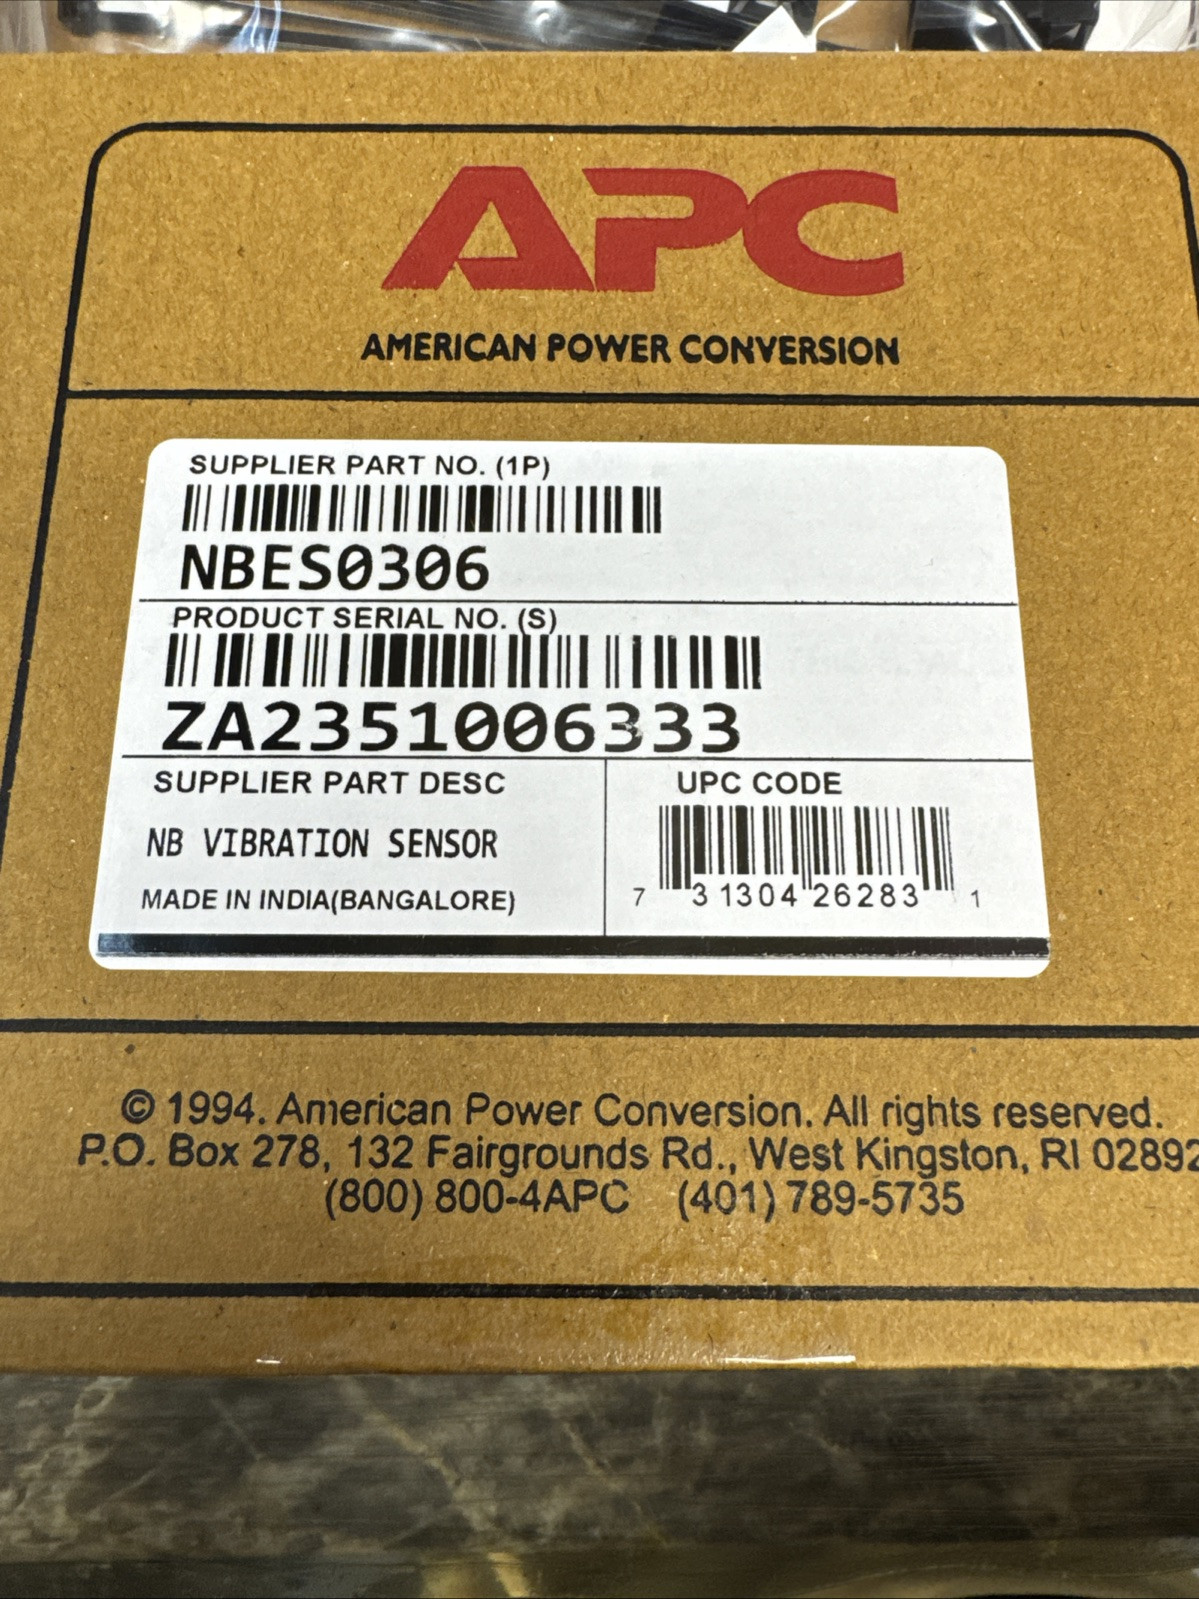 APC
AMERICAN POWER CONVERSION
SUPPLIER PART NO. (1P)
NBES0306
PRODUCT SERIAL NO. (S)
ZA2351006333
SUPPLIER PART DESC
NB VIBRATION SENSOR
MADE IN INDIA(BANGALORE)
UPC CODE
7 31304 26283 1
© 1994. American Power Conversion. All rights reserved.
P.O. Box 278, 132 Fairgrounds Rd., West Kingston, RI 02892
(800) 800-4APC (401) 789-5735